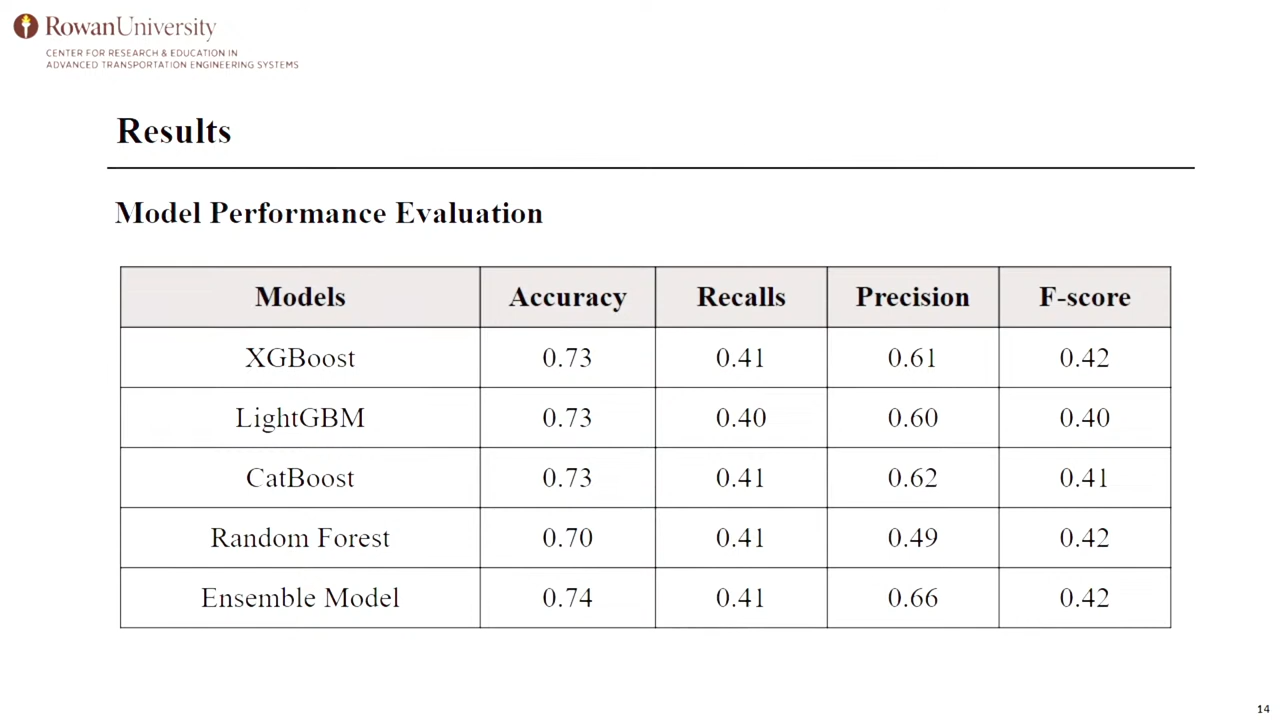 RowanUniversity
CENTER FOR RESEARCH & EDUCATION IN
ADVANCED TRANSPORTATION ENGINEERING SYSTEMS
Results
Model Performance Evaluation
Models Accuracy Recalls Precision F-score
XGBoost 0.73 0.41 0.61 0.42
LightGBM 0.73 0.40 0.60 0.40
CatBoost 0.73 0.41 0.62 0.41
Random Forest 0.70 0.41 0.49 0.42
Ensemble Model 0.74 0.41 0.66 0.42
14